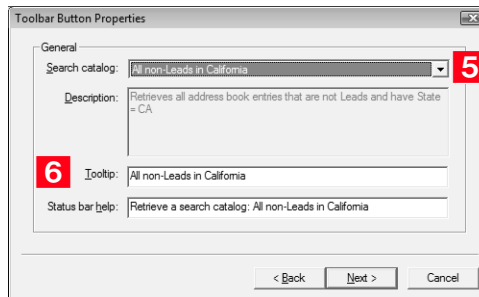 Toolbar Button Properties
General
Search catalog: All non-Leads in California 5
Description: Retrieves all address book entries that are not Leads and have State
= CA
6 Tooltip: All non-Leads in California
Status bar help: Retrieve a search catalog: All non-Leads in California
< Back Next > Cancel